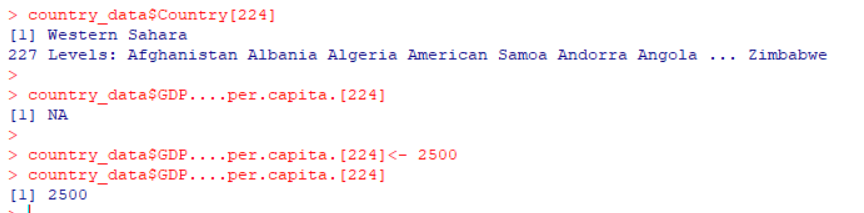 > country_data$Country[224]
[1] Western Sahara
227 Levels: Afghanistan Albania Algeria American Samoa Andorra Angola ... Zimbabwe
>
> country_data$GDP....per.capita.[224]
[1] NA
>
> country_data$GDP....per.capita.[224]<- 2500
> country_data$GDP....per.capita.[224]
[1] 2500
>